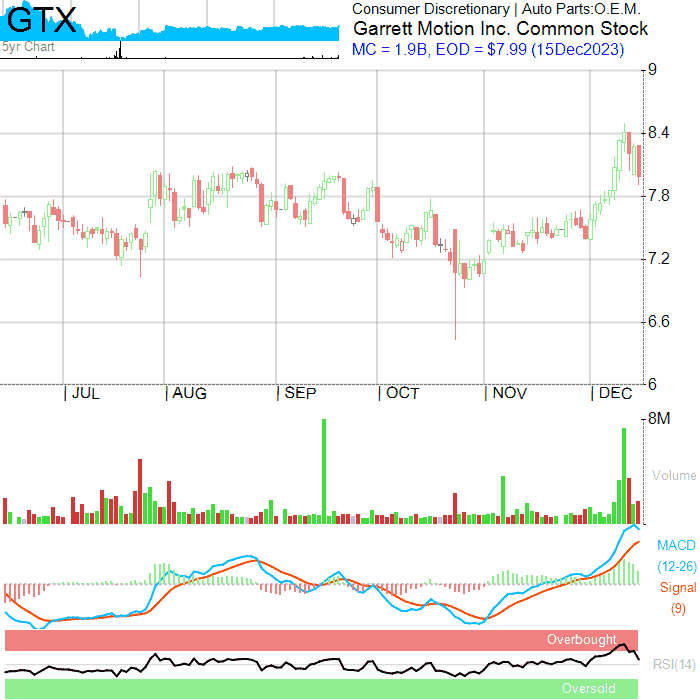 GTX
5yr Chart
Consumer Discretionary | Auto Parts:O.E.M.
Garrett Motion Inc. Common Stock
MC = 1.9B, EOD = $7.99 (15Dec2023)
9
8.4
7.8
7.2
6.6
6
| JUL | AUG | SEP | OCT | NOV | DEC
8M
Volume
MACD
(12-26)
Signal
(9)
Overbought
RSI(14)
Oversold